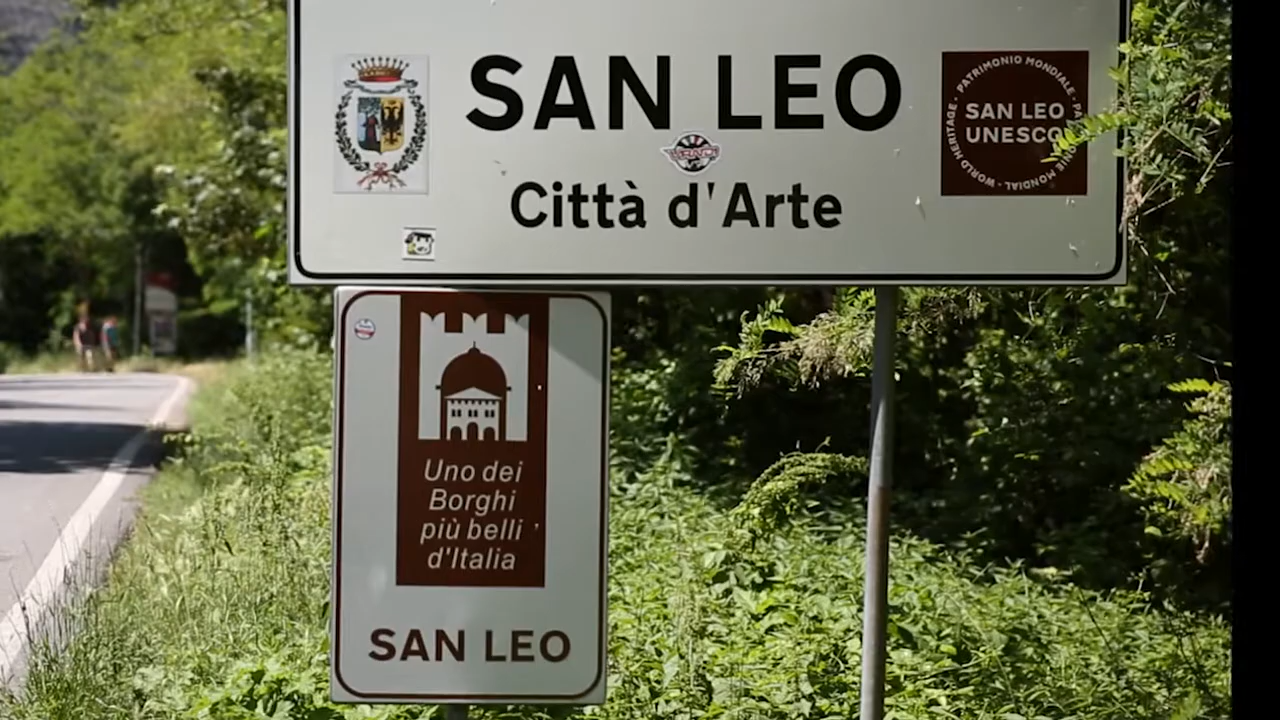 SAN LEO
Città d'Arte
PATRIMONIO MONDIALE
WORLD HERITAGE
SAN LEO
UNESCO
MONDIAL
Uno dei
Borghi
più belli
d'Italia
SAN LEO